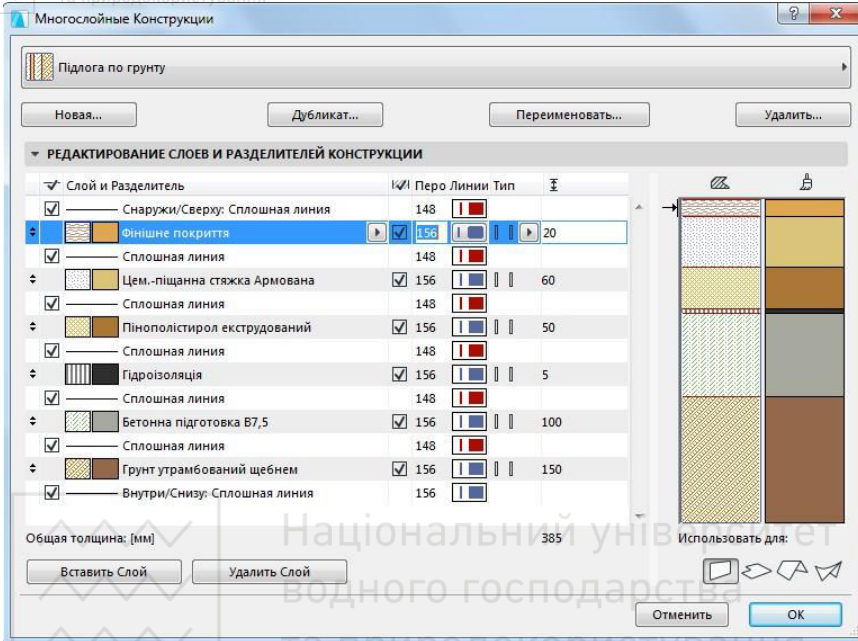 Многослойные Конструкции
Підлога по грунту
Новая... Дубликат... Переименовать... Удалить...
РЕДАКТИРОВАНИЕ СЛОЕВ И РАЗДЕЛИТЕЛЕЙ КОНСТРУКЦИИ
Слой и Разделитель Перо Линии Тип
Снаружи/Сверху: Сплошная линия 148
Фінішне покриття 156 20
Сплошная линия 148
Цем.-піщанна стяжка Армована 156 60
Сплошная линия 148
Пінополістирол екструдований 156 50
Сплошная линия 148
Гідроізоляція 156 5
Сплошная линия 148
Бетонна підготовка В7,5 156 100
Сплошная линия 148
Грунт утрамбований щебнем 156 150
Внутри/Снизу: Сплошная линия 156
Національний університет
Общая толщина: [мм] 385 Использовать для:
Вставить Слой Удалить Слой
водного господарства
Отменить OK